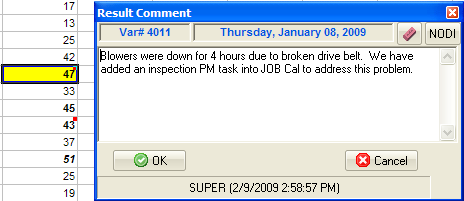 17
13
25
42
47
33
45
43
37
51
25
19
Result Comment
Var# 4011
Thursday, January 08, 2009
NODI
Blowers were down for 4 hours due to broken drive belt. We have
added an inspection PM task into JOB Cal to address this problem.
OK
Cancel
SUPER (2/9/2009 2:58:57 PM)